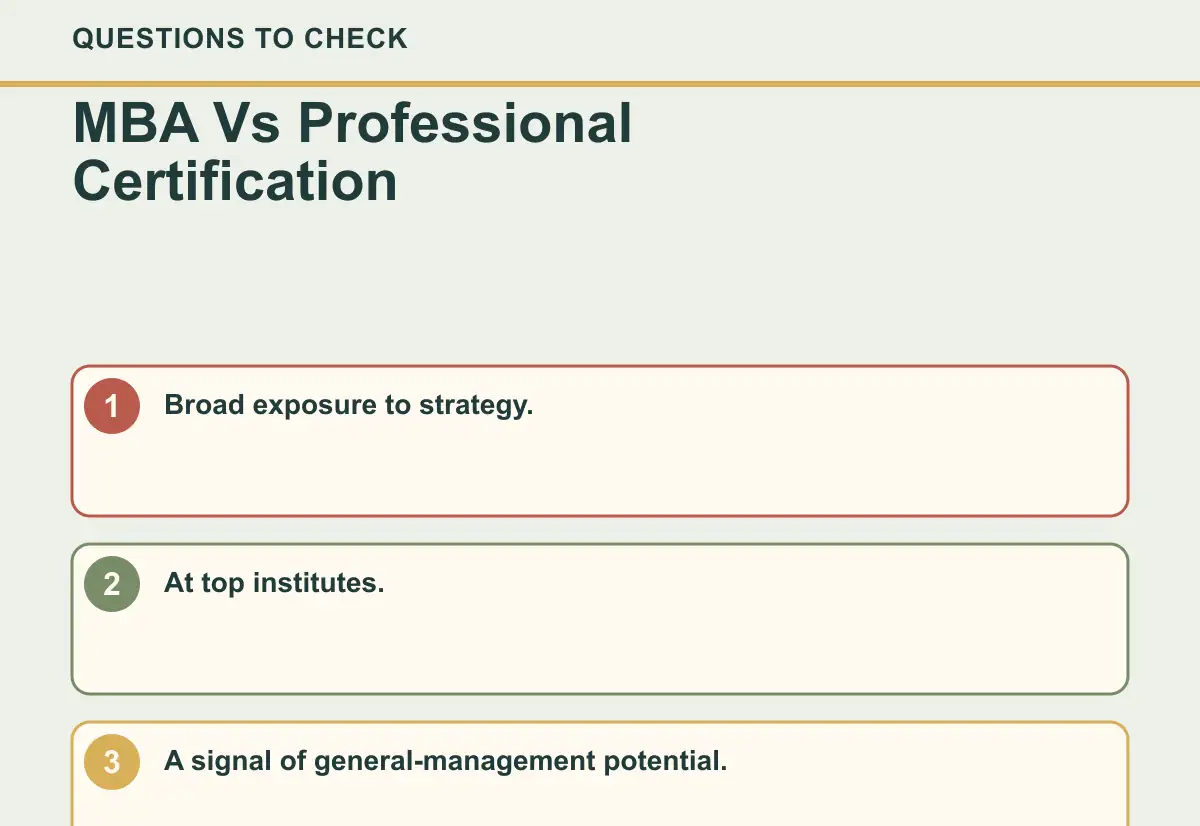 QUESTIONS TO CHECK
MBA Vs Professional
Certification
1
Broad exposure to strategy.
2
At top institutes.
3
A signal of general-management potential.